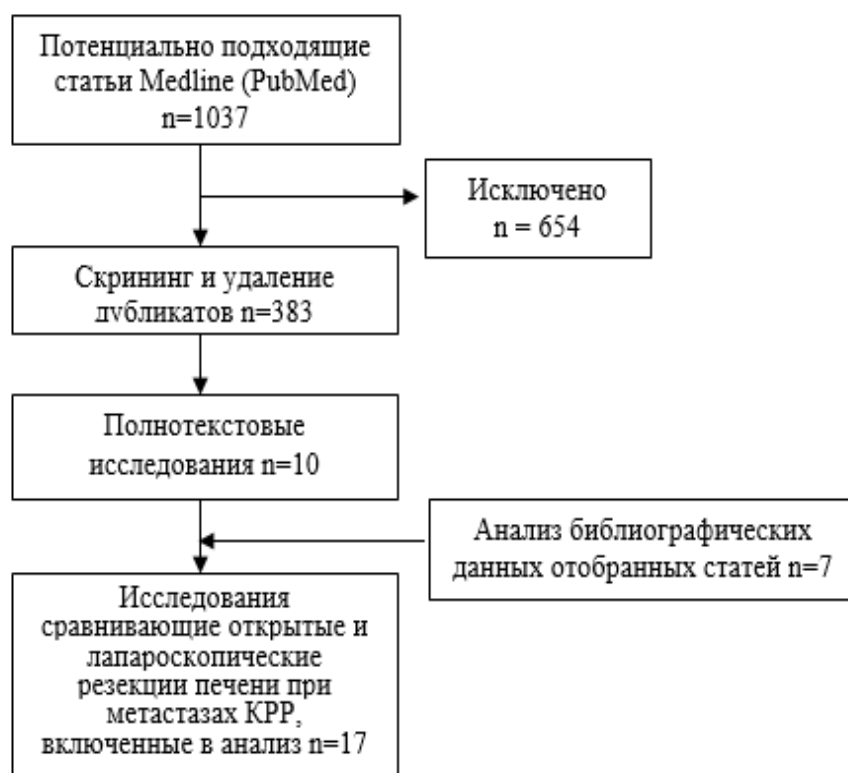 Потенциально подходящие
статьи Medline (PubMed)
n=1037
Исключено
n = 654
Скрининг и удаление
дубликатов n=383
Полнотекстовые
исследования n=10
Анализ библиографических
данных отобранных статей n=7
Исследования
сравнивающие открытые и
лапароскопические
резекции печени при
метастазах КРР,
включенные в анализ n=17